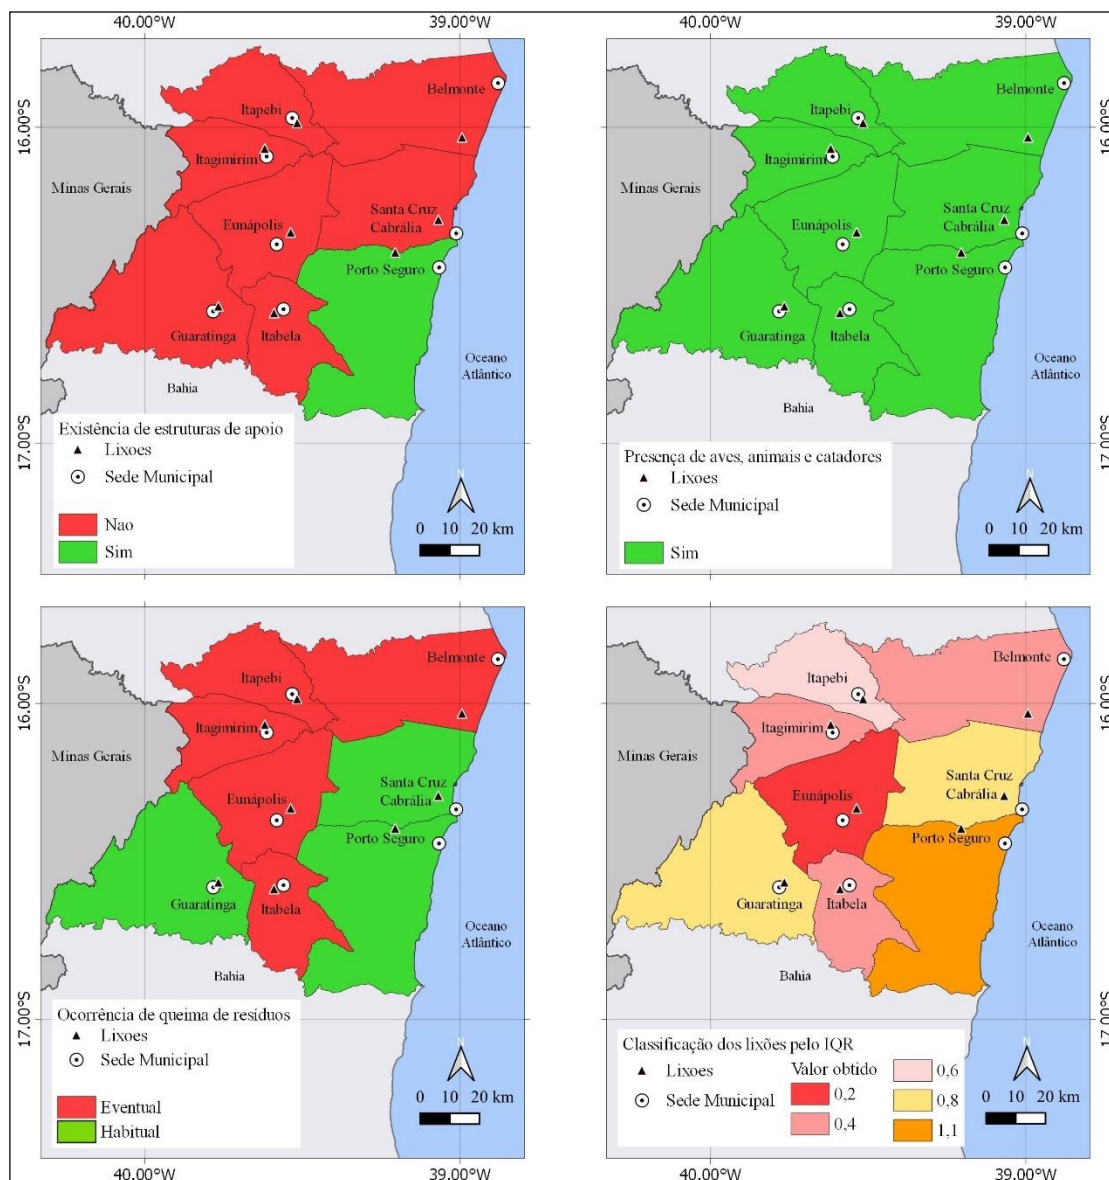 40.00°W
39.00°W
16.00°S
17.00°S
Belmonte
Itapebi
Itagimirim
Minas Gerais
Santa Cruz
Cabrália
Eunápolis
Porto Seguro
Guaratinga
Itabela
Oceano
Atlântico
Bahia
Existência de estruturas de apoio
Lixoes
Sede Municipal
Nao
Sim
N
0 10 20 km
40.00°W
39.00°W
16.00°S
17.00°S
Belmonte
Itapebi
Itagimirim
Minas Gerais
Santa Cruz
Cabrália
Eunápolis
Porto Seguro
Guaratinga
Itabela
Oceano
Atlântico
Bahia
Presença de aves, animais e catadores
Lixoes
Sede Municipal
Sim
N
0 10 20 km
Belmonte
Itapebi
16.00°S
Itagimirim
Minas Gerais
Santa Cruz
Cabrália
Eunápolis
Porto Seguro
Guaratinga
Itabela
Oceano
Atlântico
Bahia
17.00°S
Ocorrência de queima de resíduos
Lixoes
Sede Municipal
Eventual
Habitual
N
0 10 20 km
40.00°W
39.00°W
Belmonte
Itapebi
16.00°S
Itagimirim
Minas Gerais
Santa Cruz
Cabrália
Eunápolis
Porto Seguro
Guaratinga
Itabela
Oceano
Atlântico
Bahia
17.00°S
Classificação dos lixões pelo IQR
Lixoes
Sede Municipal
Valor obtido
0,2
0,4
0,6
0,8
1,1
N
0 10 20 km
40.00°W
39.00°W